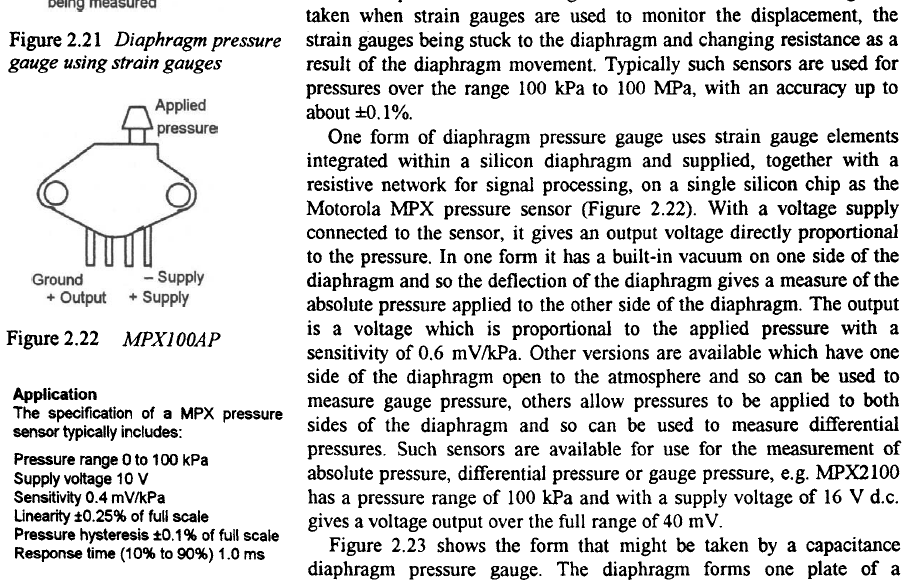 being measured
Figure 2.21 Diaphragm pressure
gauge using strain gauges
Applied
pressure
Ground
– Supply
+ Output
+ Supply
Figure 2.22 MPX100AP
Application
The specification of a MPX pressure
sensor typically includes:
Pressure range 0 to 100 kPa
Supply voltage 10 V
Sensitivity 0.4 mV/kPa
Linearity ±0.25% of full scale
Pressure hysteresis ±0.1% of full scale
Response time (10% to 90%) 1.0 ms
taken when strain gauges are used to monitor the displacement, the
strain gauges being stuck to the diaphragm and changing resistance as a
result of the diaphragm movement. Typically such sensors are used for
pressures over the range 100 kPa to 100 MPa, with an accuracy up to
about ±0.1%.
One form of diaphragm pressure gauge uses strain gauge elements
integrated within a silicon diaphragm and supplied, together with a
resistive network for signal processing, on a single silicon chip as the
Motorola MPX pressure sensor (Figure 2.22). With a voltage supply
connected to the sensor, it gives an output voltage directly proportional
to the pressure. In one form it has a built-in vacuum on one side of the
diaphragm and so the deflection of the diaphragm gives a measure of the
absolute pressure applied to the other side of the diaphragm. The output
is a voltage which is proportional to the applied pressure with a
sensitivity of 0.6 mV/kPa. Other versions are available which have one
side of the diaphragm open to the atmosphere and so can be used to
measure gauge pressure, others allow pressures to be applied to both
sides of the diaphragm and so can be used to measure differential
pressures. Such sensors are available for use for the measurement of
absolute pressure, differential pressure or gauge pressure, e.g. MPX2100
has a pressure range of 100 kPa and with a supply voltage of 16 V d.c.
gives a voltage output over the full range of 40 mV.
Figure 2.23 shows the form that might be taken by a capacitance
diaphragm pressure gauge. The diaphragm forms one plate of a